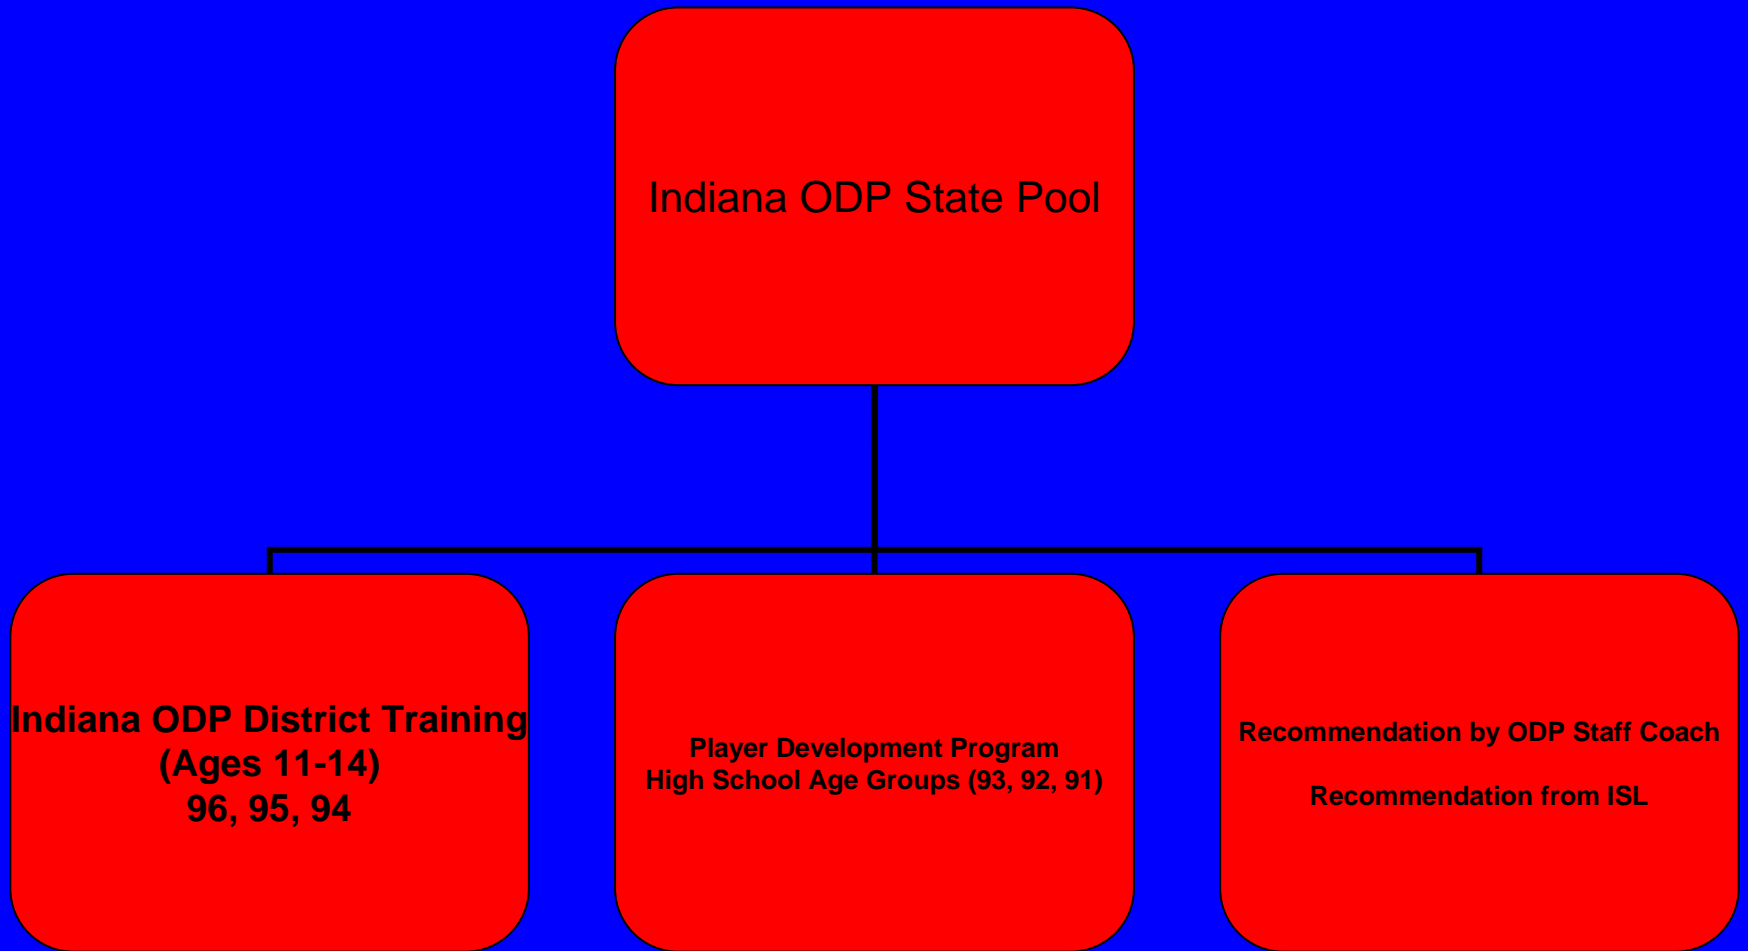 Indiana ODP State Pool
Indiana ODP District Training
(Ages 11-14)
96, 95, 94
Player Development Program
High School Age Groups (93, 92, 91)
Recommendation by ODP Staff Coach
Recommendation from ISL